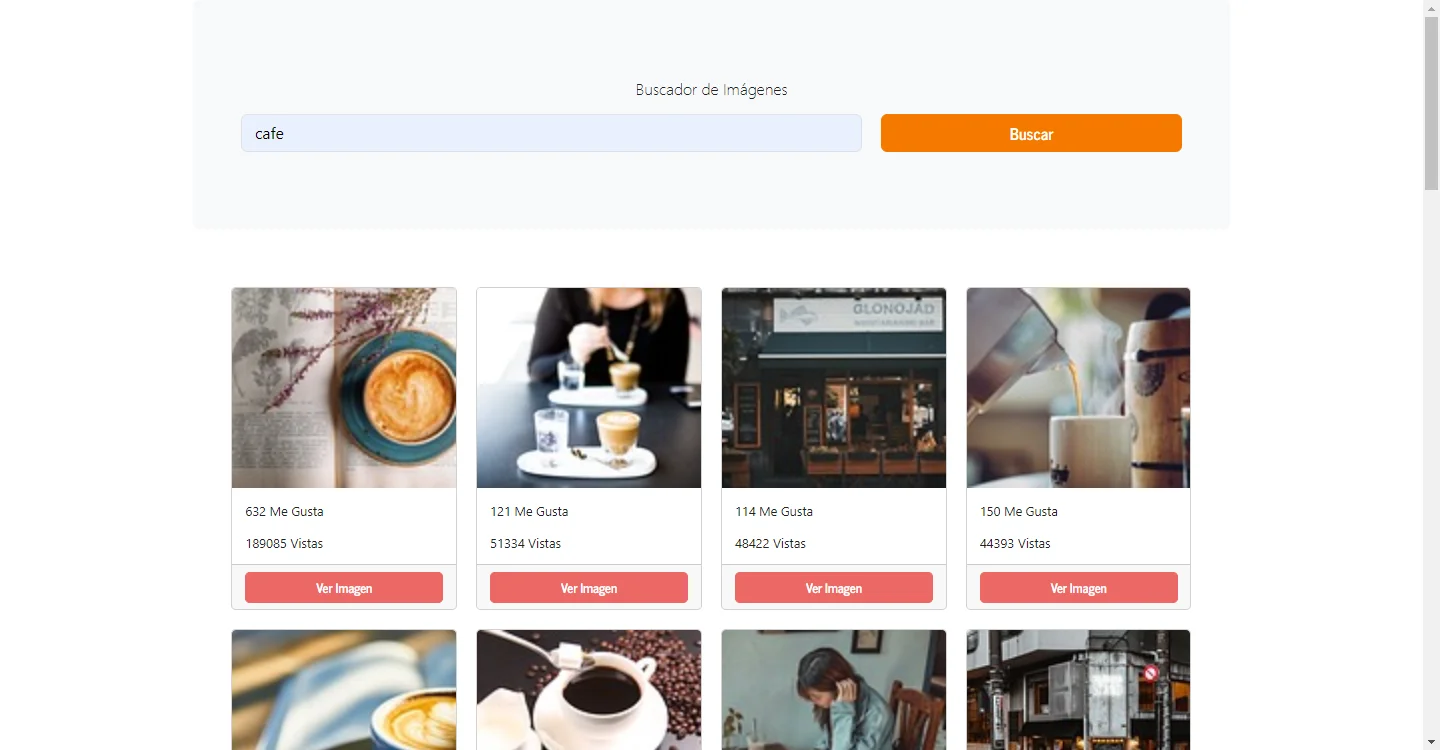 Buscador de Imágenes
cafe
Buscar
GLONOJAD
632 Me Gusta
121 Me Gusta
114 Me Gusta
150 Me Gusta
189085 Vistas
51334 Vistas
48422 Vistas
44393 Vistas
Ver Imagen
Ver Imagen
Ver Imagen
Ver Imagen